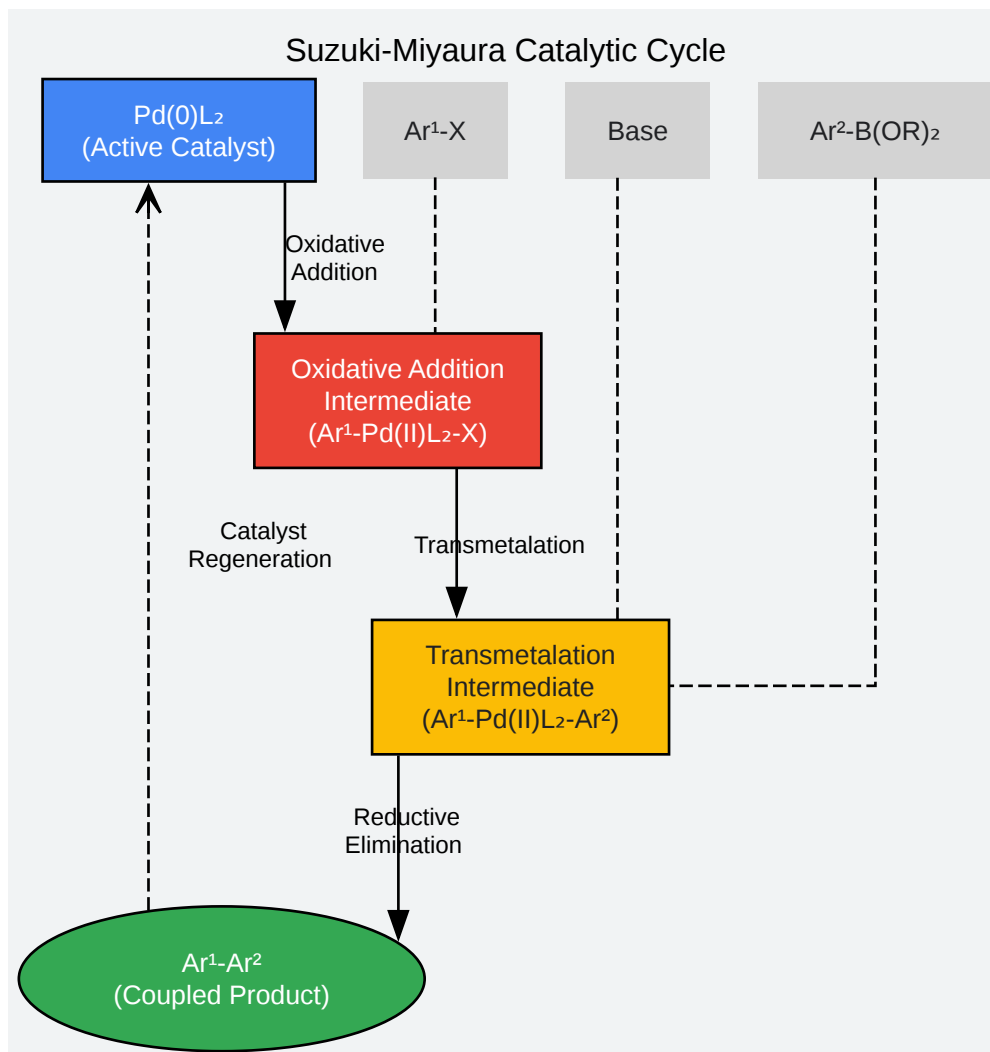 Suzuki-Miyaura Catalytic Cycle
Pd(0)L₂
(Active Catalyst)
Ar¹-X
Base
Ar²-B(OR)₂
Oxidative
Addition
Oxidative Addition
Intermediate
(Ar¹-Pd(II)L₂-X)
Catalyst
Regeneration
Transmetalation
Transmetalation
Intermediate
(Ar¹-Pd(II)L₂-Ar²)
Reductive
Elimination
Ar¹-Ar²
(Coupled Product)